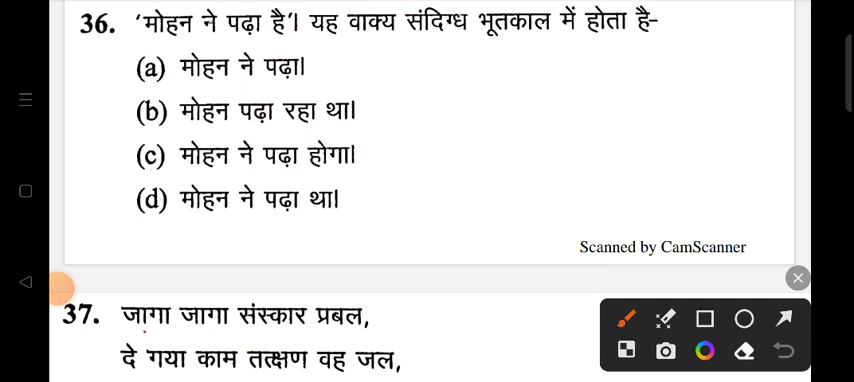 36. ‘मोहन ने पढ़ा है’। यह वाक्य संदिग्ध भूतकाल में होता है-
(a) मोहन ने पढ़ा।
(b) मोहन पढ़ा रहा था।
(c) मोहन ने पढ़ा होगा।
(d) मोहन ने पढ़ा था।
Scanned by CamScanner
37. जागा जागा संस्कार प्रबल,
दे गया काम तत्क्षण वह जल,